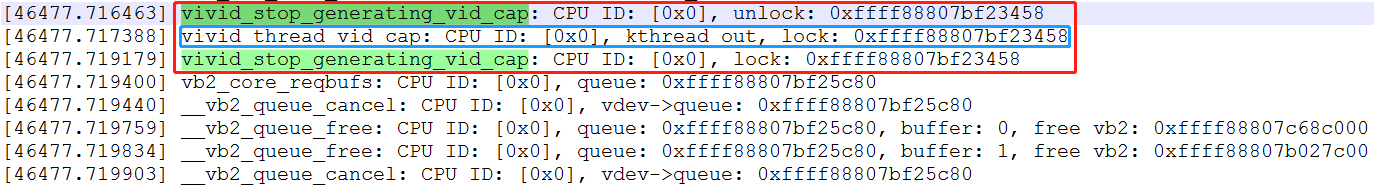 [46477.716463] vivid_stop_generating_vid_cap: CPU ID: [0x0], unlock: 0xffff88807bf23458
[46477.717388] vivid_thread_vid_cap: CPU ID: [0x0], kthread out, lock: 0xffff88807bf23458
[46477.719179] vivid_stop_generating_vid_cap: CPU ID: [0x0], lock: 0xffff88807bf23458
[46477.719400] vb2_core_reqbufs: CPU ID: [0x0], queue: 0xffff88807bf25c80
[46477.719440] __vb2_queue_cancel: CPU ID: [0x0], vdev->queue: 0xffff88807bf25c80
[46477.719759] __vb2_queue_free: CPU ID: [0x0], queue: 0xffff88807bf25c80, buffer: 0, free vb2: 0xffff88807c68c000
[46477.719834] __vb2_queue_free: CPU ID: [0x0], queue: 0xffff88807bf25c80, buffer: 1, free vb2: 0xffff88807b027c00
[46477.719903] __vb2_queue_cancel: CPU ID: [0x0], vdev->queue: 0xffff88807bf25c80